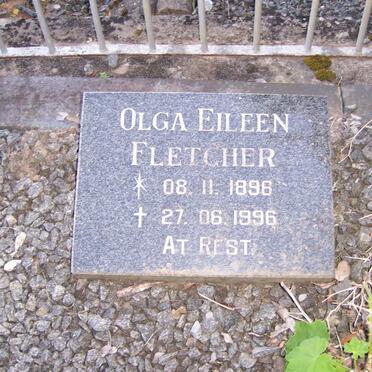 OLGA EILEEN
FLETCHER
* 08. 11. 1896
† 27. 06. 1996
AT REST